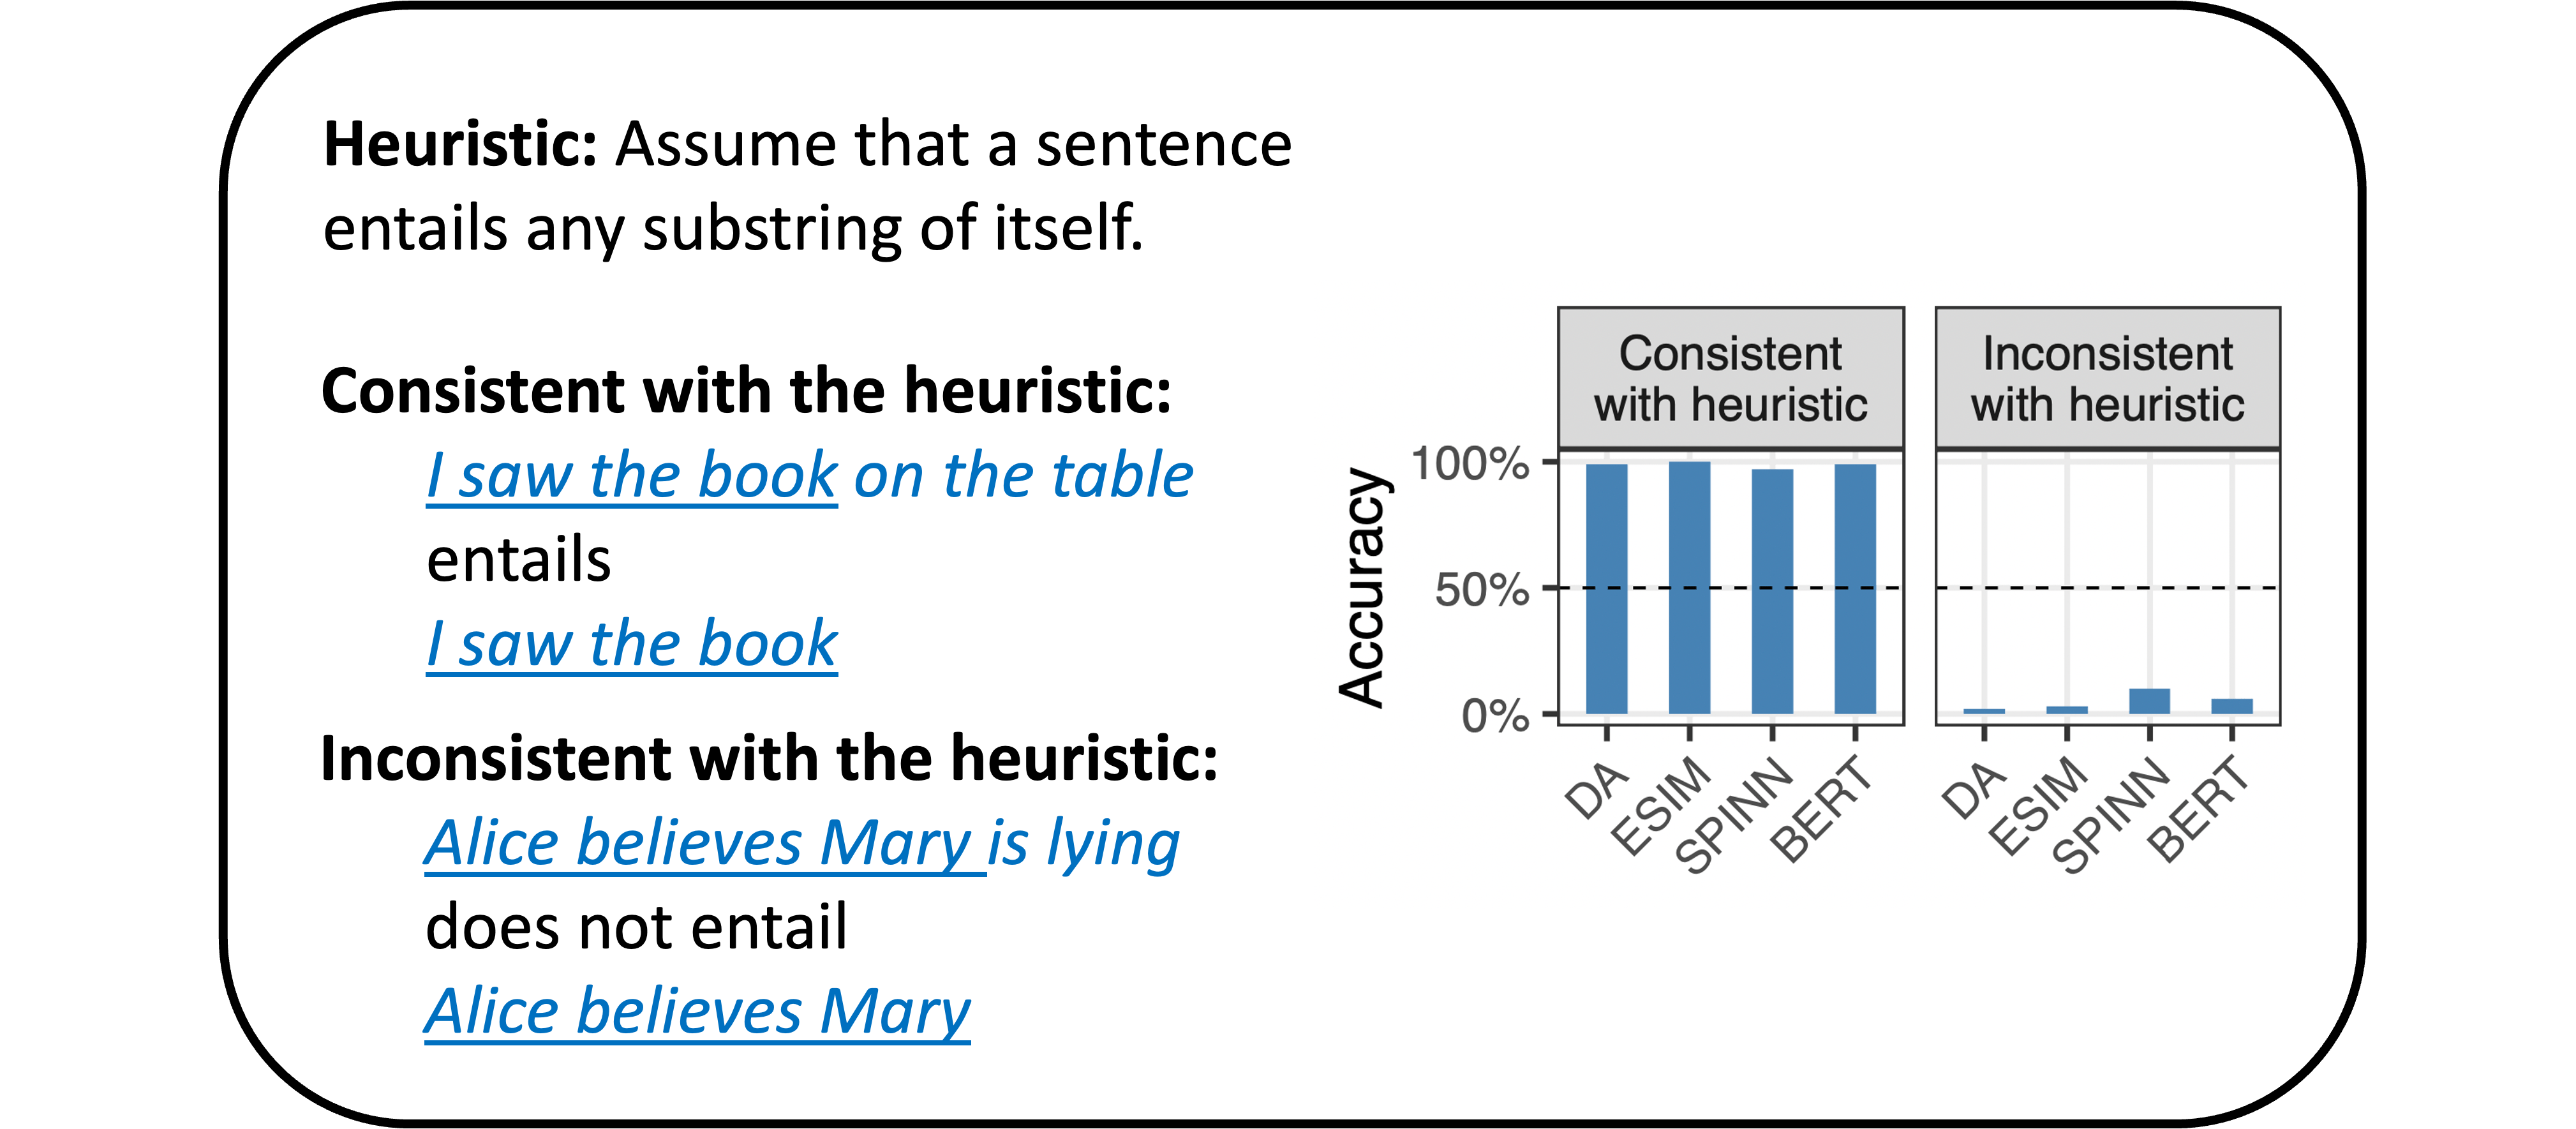 Heuristic: Assume that a sentence
entails any substring of itself.
Consistent with the heuristic:
I saw the book on the table
entails
I saw the book
Inconsistent with the heuristic:
Alice believes Mary is lying
does not entail
Alice believes Mary
Consistent
with heuristic
Inconsistent
with heuristic
Accuracy
100%
50%
0%
DA
ESIM
SPINN
BERT
DA
ESIM
SPINN
BERT